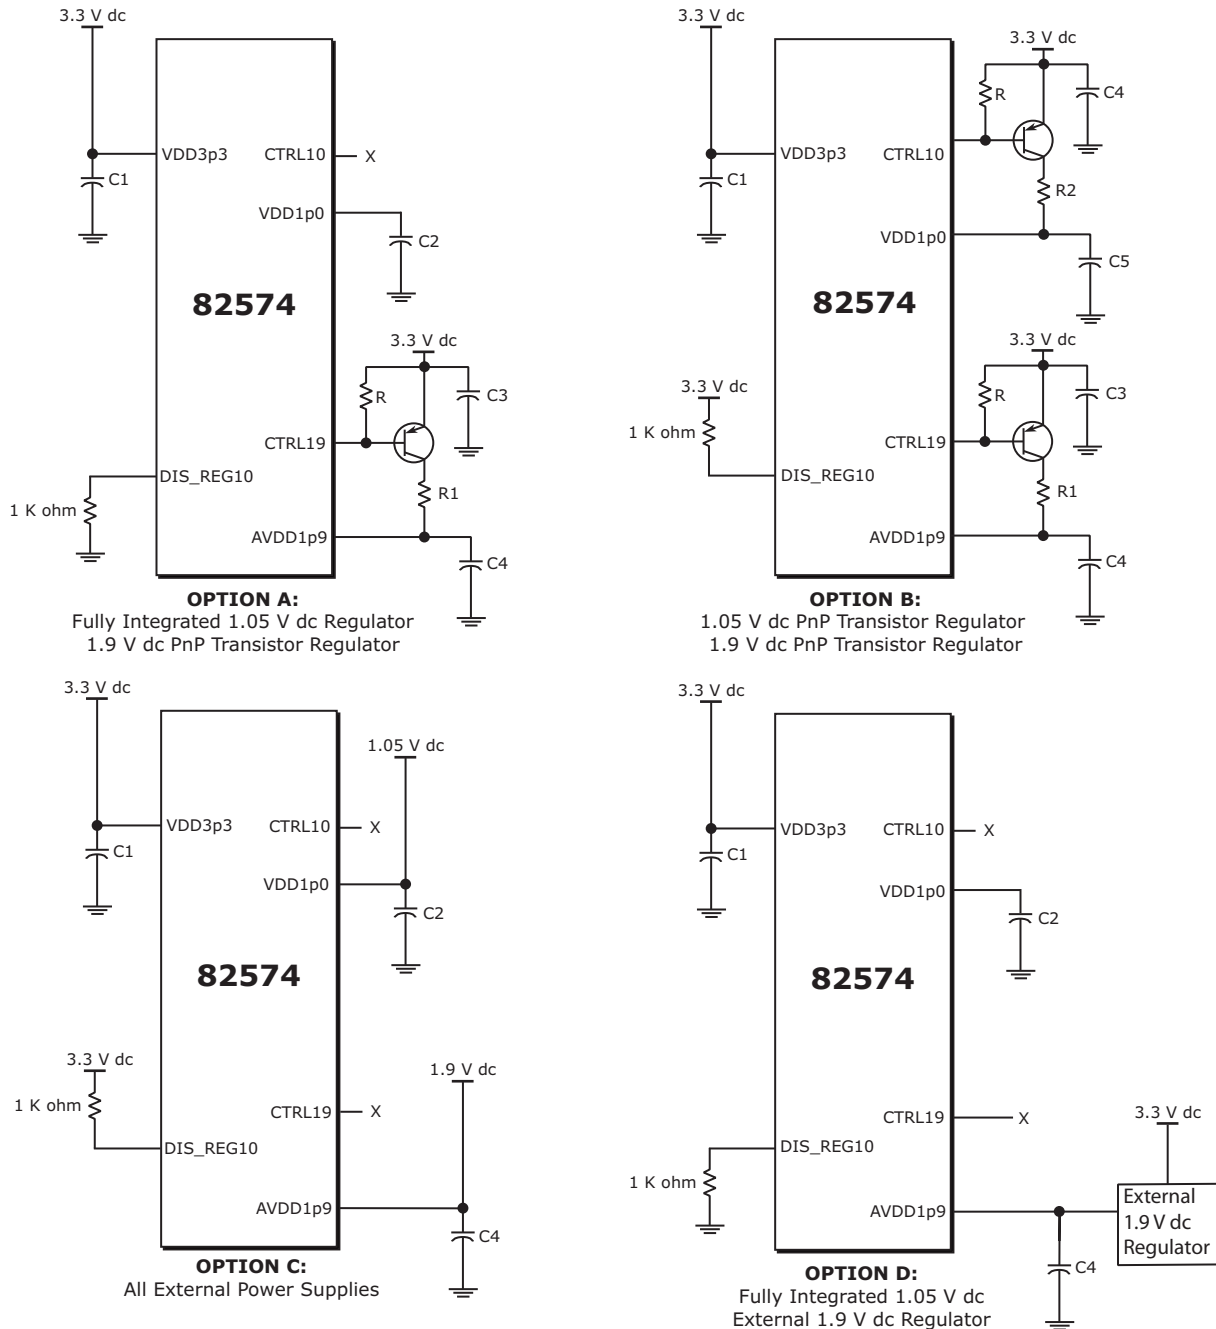 3.3 V dc
VDD3p3
CTRL10
X
C1
VDD1p0
C2
82574
3.3 V dc
R
C3
CTRL19
DIS_REG10
R1
1 K ohm
AVDD1p9
C4
OPTION A:
Fully Integrated 1.05 V dc Regulator
1.9 V dc PnP Transistor Regulator
3.3 V dc
3.3 V dc
R
C4
VDD3p3
CTRL10
C1
R2
VDD1p0
C5
82574
3.3 V dc
3.3 V dc
R
C3
1 K ohm
CTRL19
DIS_REG10
R1
AVDD1p9
C4
OPTION B:
1.05 V dc PnP Transistor Regulator
1.9 V dc PnP Transistor Regulator
3.3 V dc
1.05 V dc
VDD3p3
CTRL10
X
C1
VDD1p0
C2
82574
3.3 V dc
1.9 V dc
1 K ohm
CTRL19
X
DIS_REG10
AVDD1p9
C4
OPTION C:
All External Power Supplies
3.3 V dc
VDD3p3
CTRL10
X
C1
VDD1p0
C2
82574
CTRL19
X
3.3 V dc
DIS_REG10
1 K ohm
AVDD1p9
External
1.9 V dc
Regulator
C4
OPTION D:
Fully Integrated 1.05 V dc
External 1.9 V dc Regulator